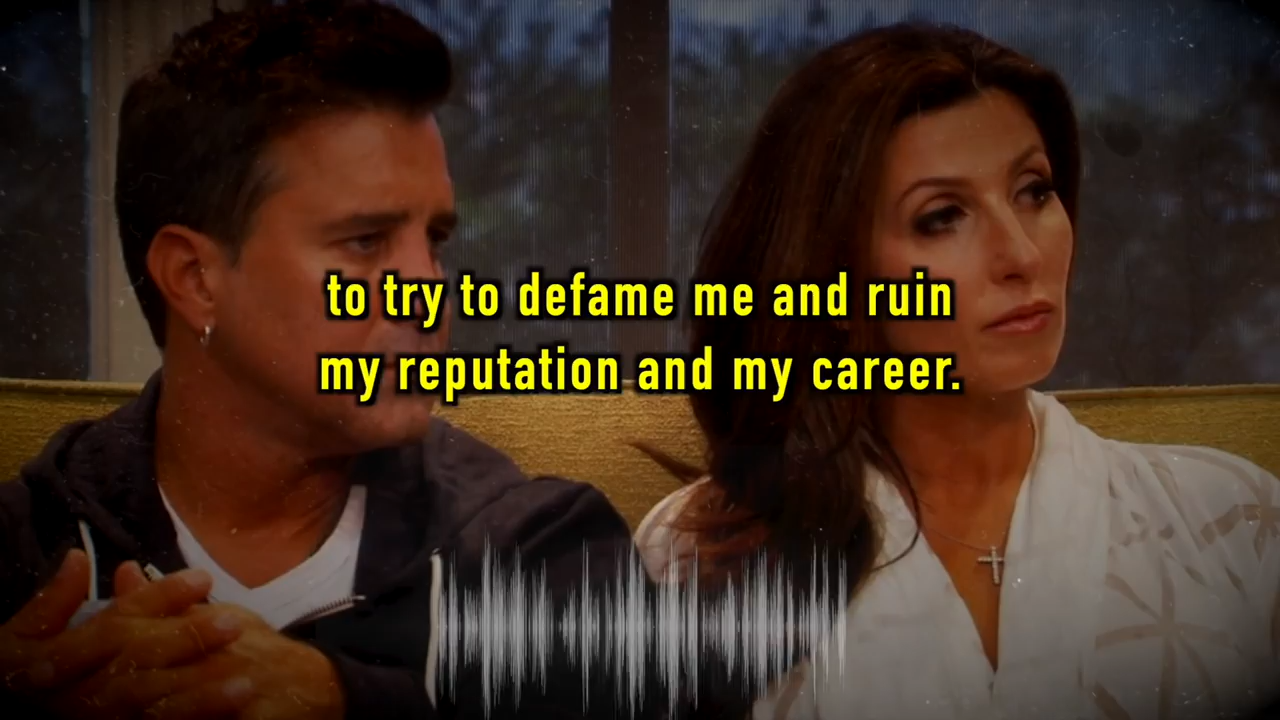 to try to defame me and ruin
my reputation and my career.